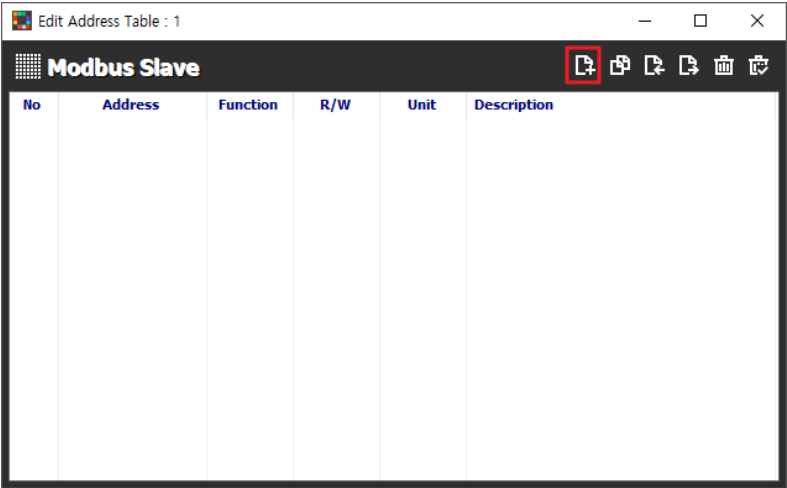 Edit Address Table : 1
Modbus Slave
No Address Function R/W Unit Description